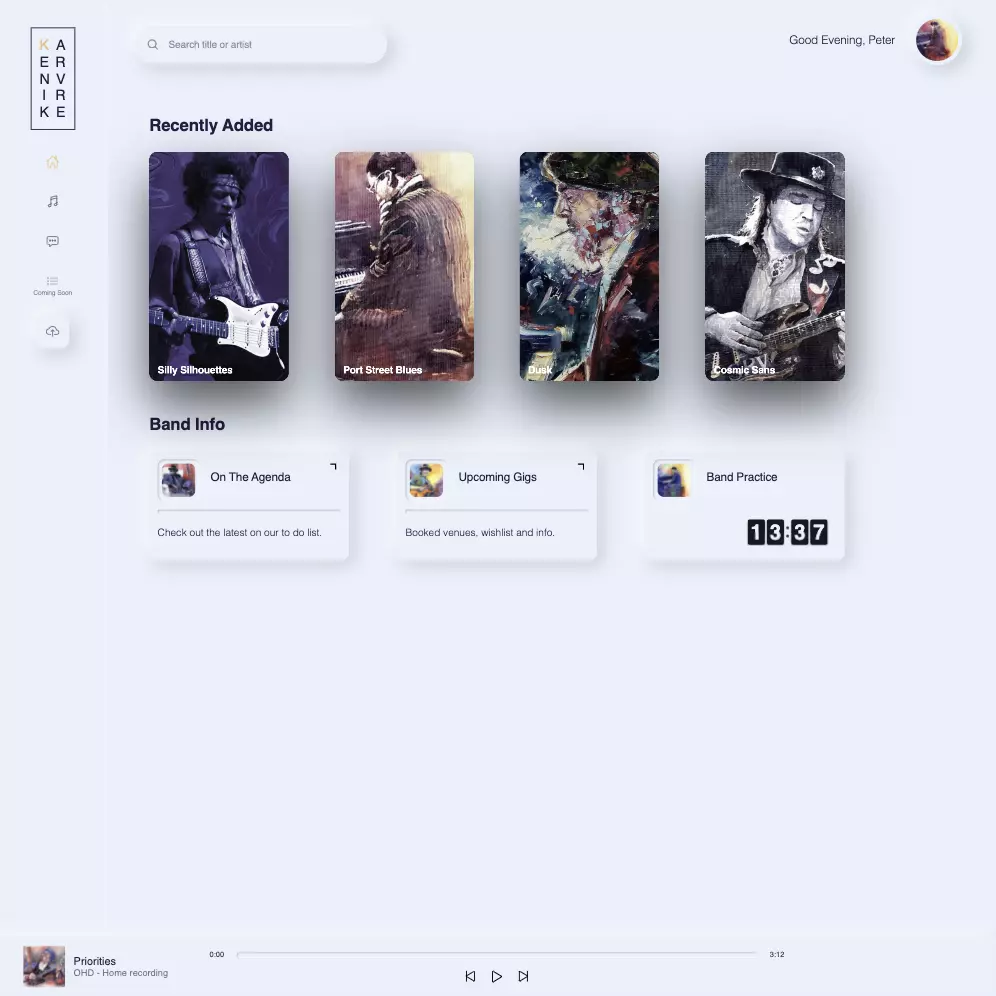 K A
E R
N V
I R
K E
Search title or artist
Good Evening, Peter
Recently Added
Silly Silhouettes
Port Street Blues
Dusk
Cosmic Sans
Coming Soon
Band Info
On The Agenda
Check out the latest on our to do list.
Upcoming Gigs
Booked venues, wishlist and info.
Band Practice
13:37
Priorities
OHD - Home recording
0:00
3:12